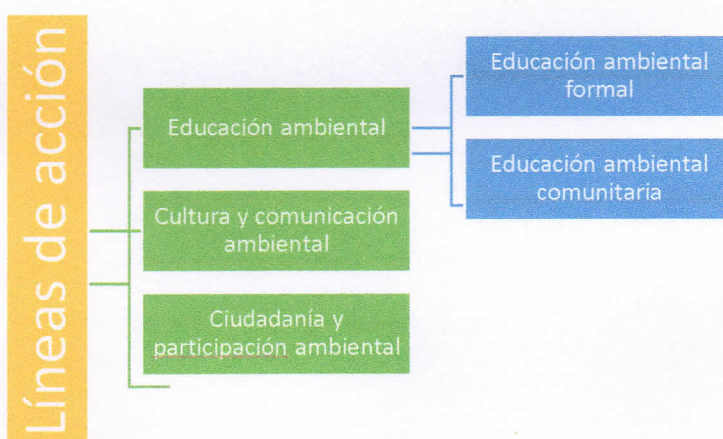 Líneas de acción
Educación ambiental
Cultura y comunicación
ambiental
Ciudadanía y
participación ambiental
Educación ambiental
formal
Educación ambiental
comunitaria